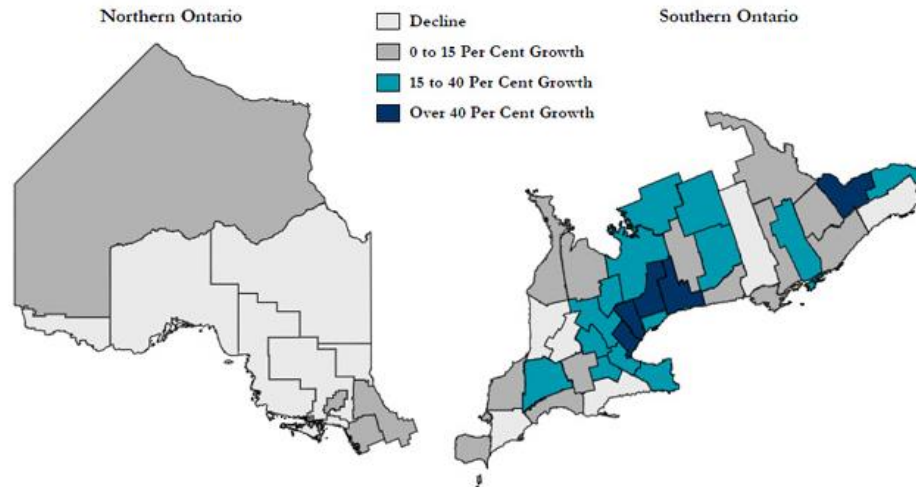 Northern Ontario
Southern Ontario
Decline
0 to 15 Per Cent Growth
15 to 40 Per Cent Growth
Over 40 Per Cent Growth